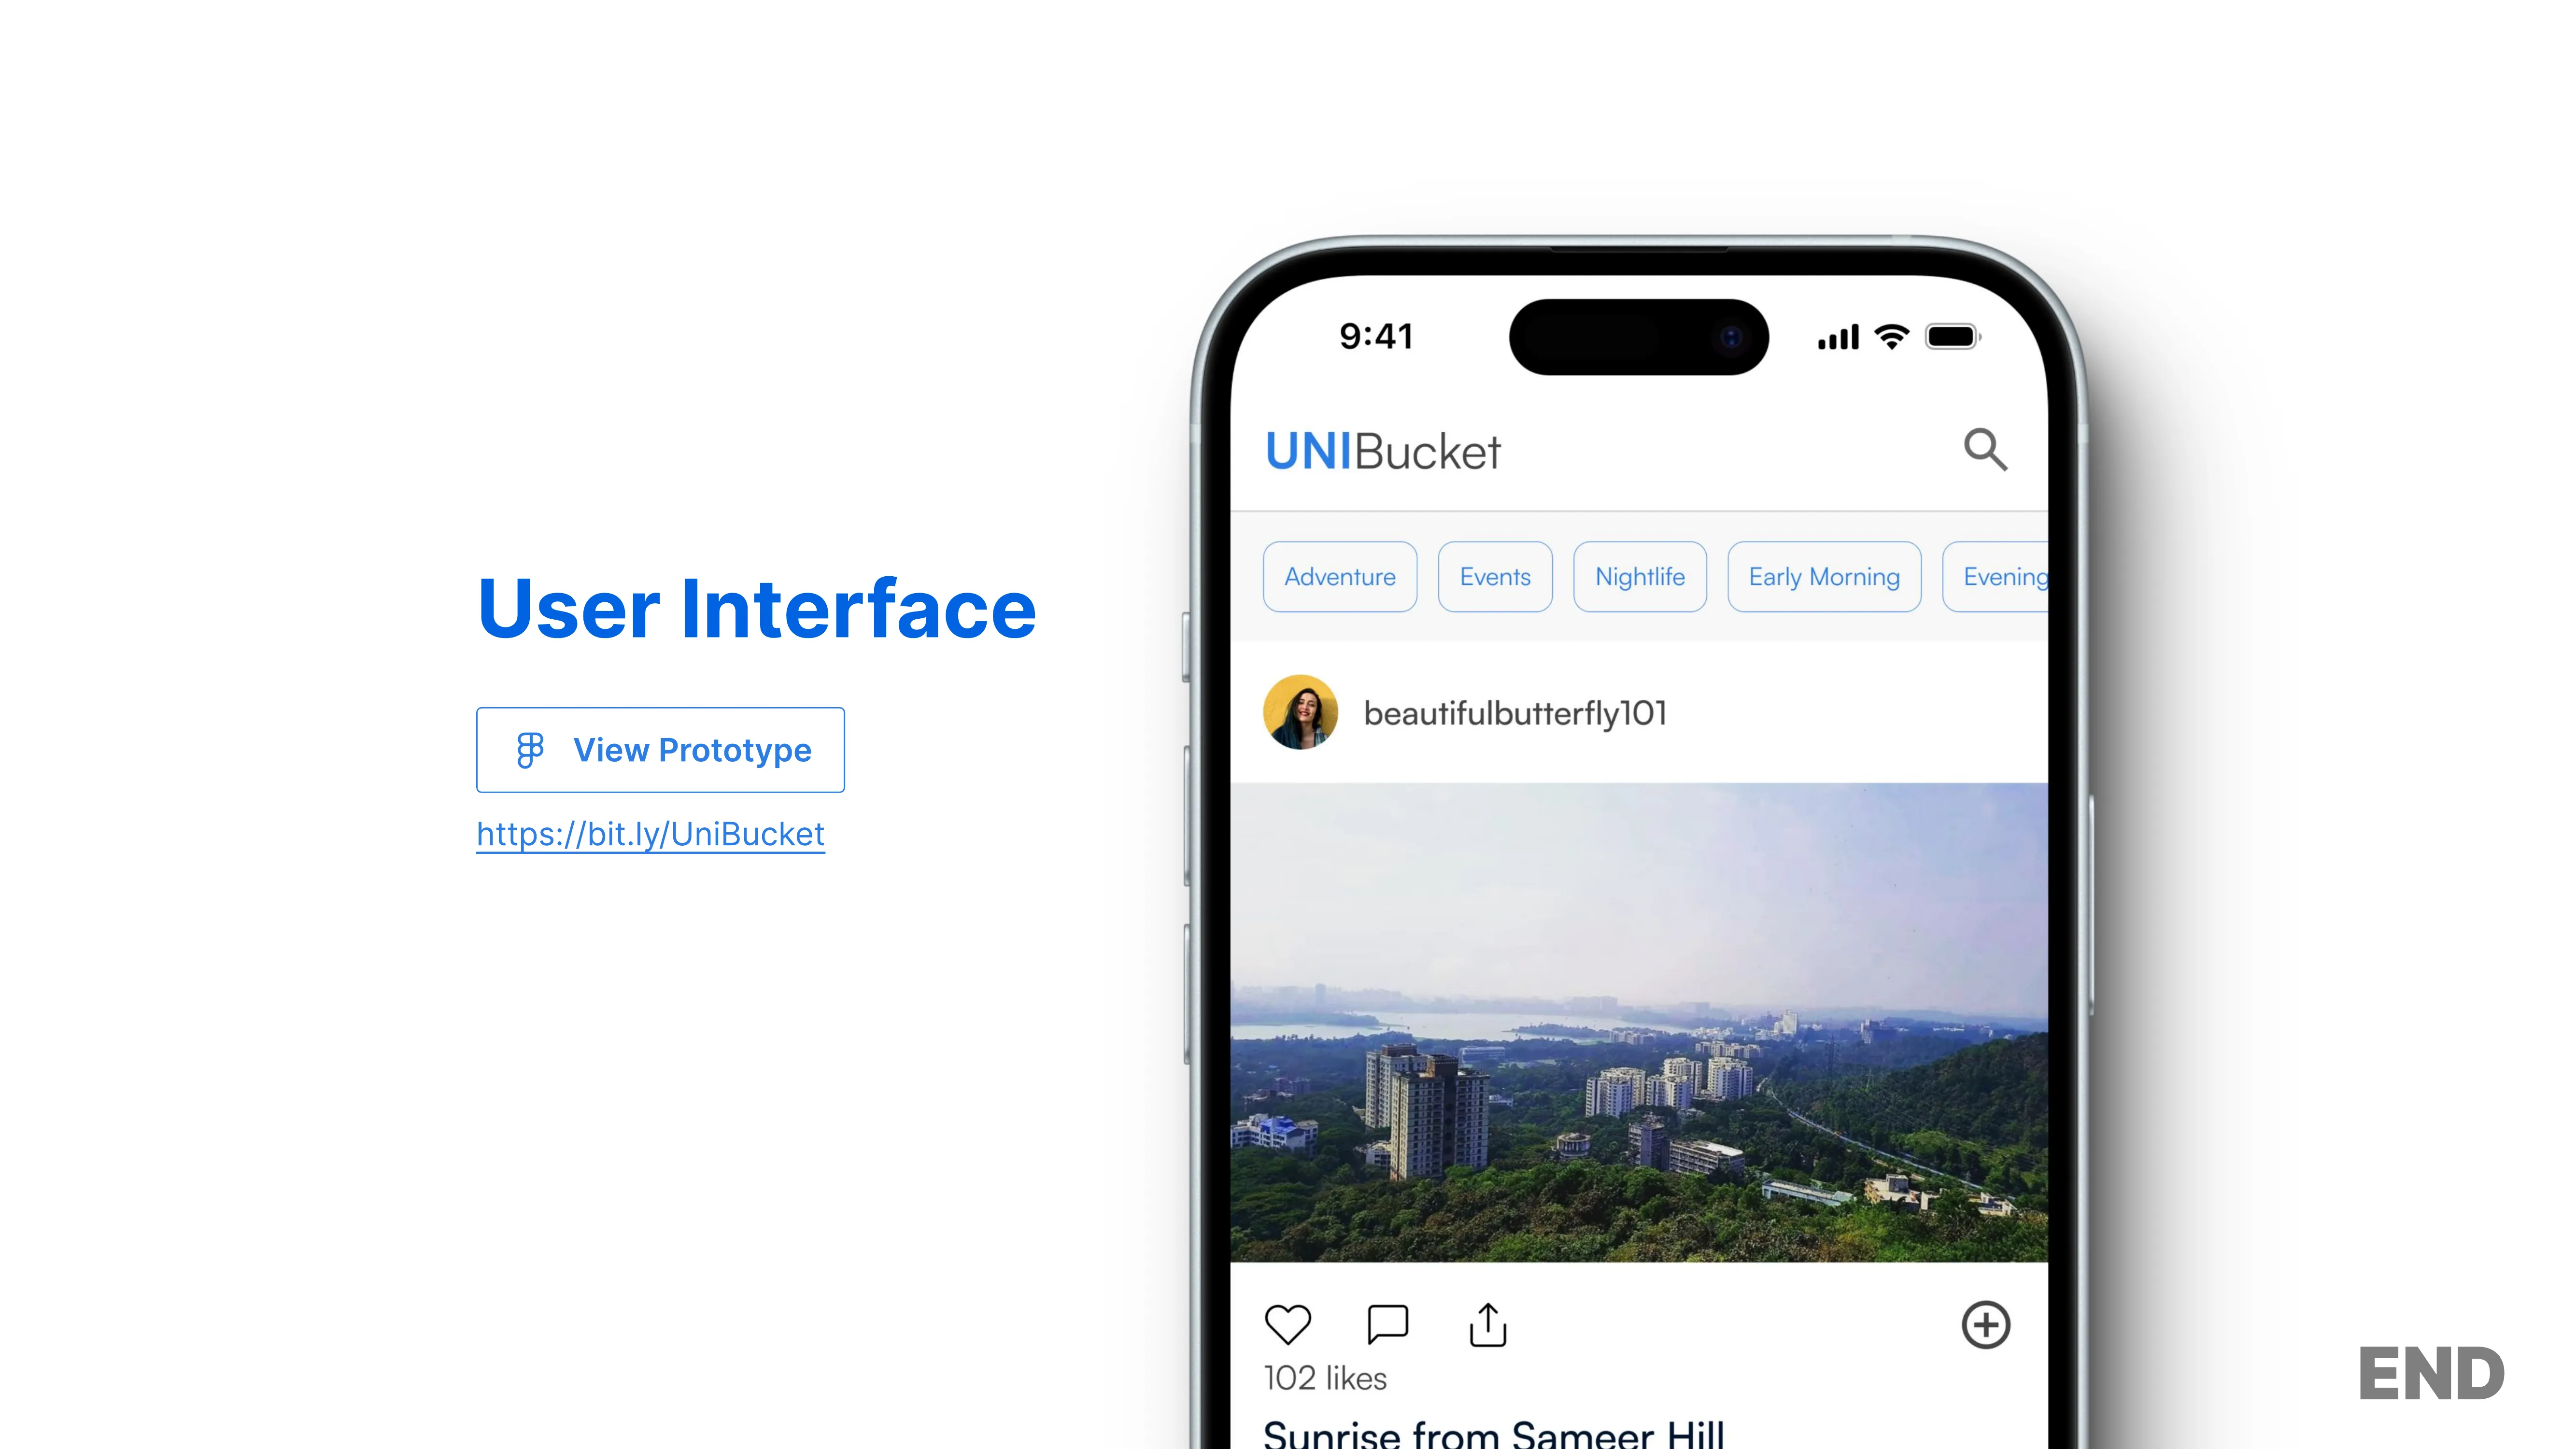 User Interface
View Prototype
https://bit.ly/UniBucket
9:41
UNIBucket
Adventure
Events
Nightlife
Early Morning
Evening
beautifulbutterfly101
102 likes
Sunrise from Sameer Hill
END